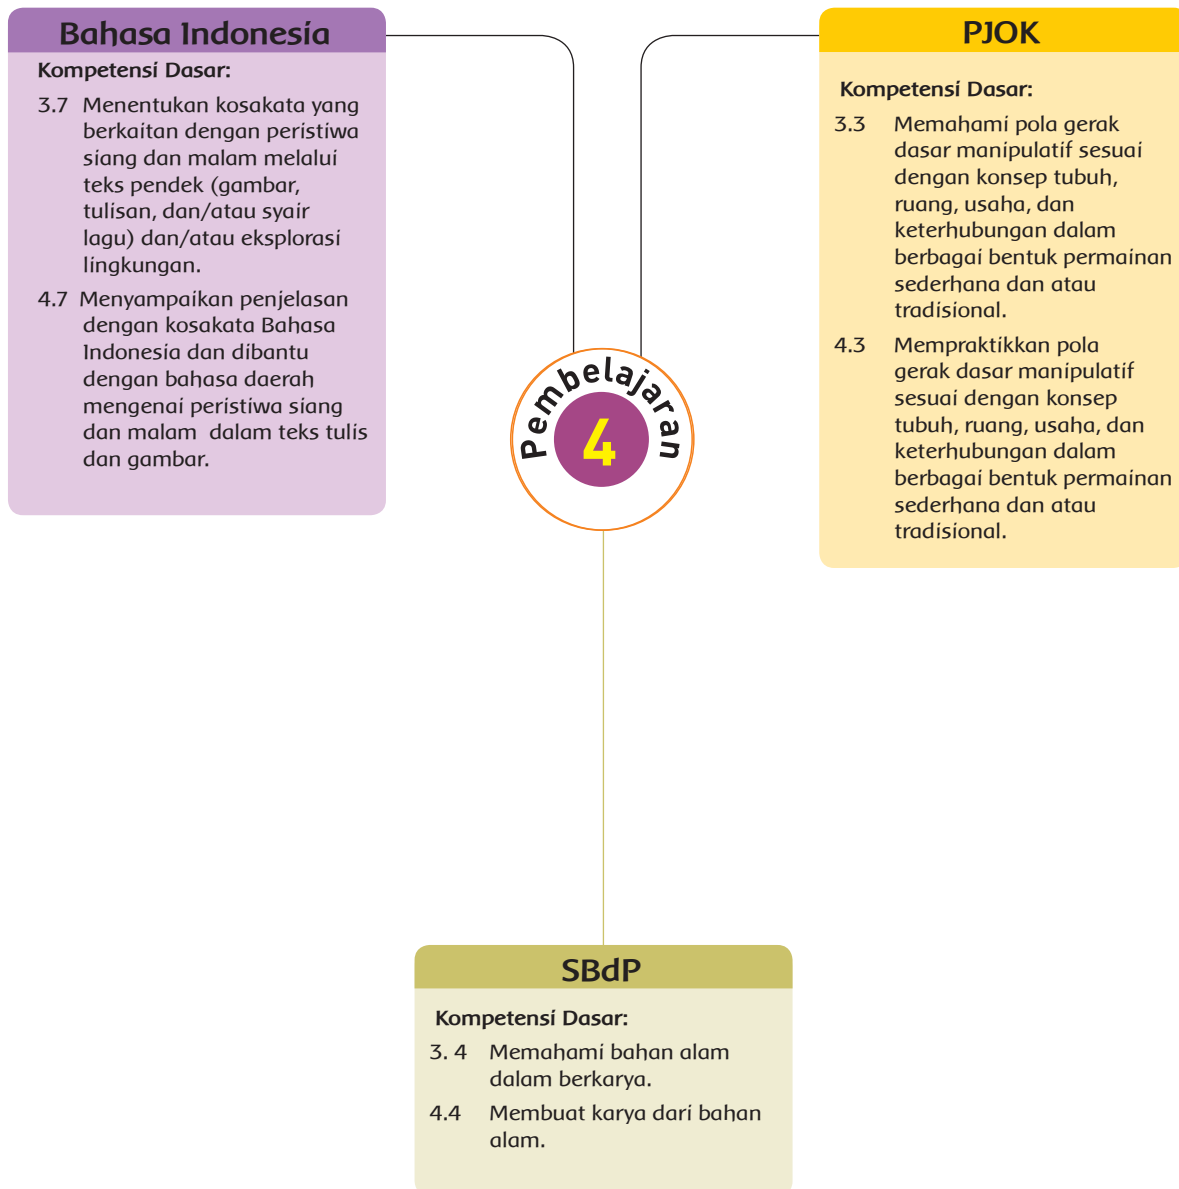 Bahasa Indonesia
Kompetensi Dasar:
3.7 Menentukan kosakata yang
berkaitan dengan peristiwa
siang dan malam melalui
teks pendek (gambar,
tulisan, dan/atau syair
lagu) dan/atau eksplorasi
lingkungan.
4.7 Menyampaikan penjelasan
dengan kosakata Bahasa
Indonesia dan dibantu
dengan bahasa daerah
mengenai peristiwa siang
dan malam dalam teks tulis
dan gambar.
PJOK
Kompetensi Dasar:
3.3 Memahami pola gerak
dasar manipulatif sesuai
dengan konsep tubuh,
ruang, usaha, dan
keterhubungan dalam
berbagai bentuk permainan
sederhana dan atau
tradisional.
4.3 Mempraktikkan pola
gerak dasar manipulatif
sesuai dengan konsep
tubuh, ruang, usaha, dan
keterhubungan dalam
berbagai bentuk permainan
sederhana dan atau
tradisional.
Pembelajaran
4
SBdP
Kompetensi Dasar:
3. 4 Memahami bahan alam
dalam berkarya.
4.4 Membuat karya dari bahan
alam.